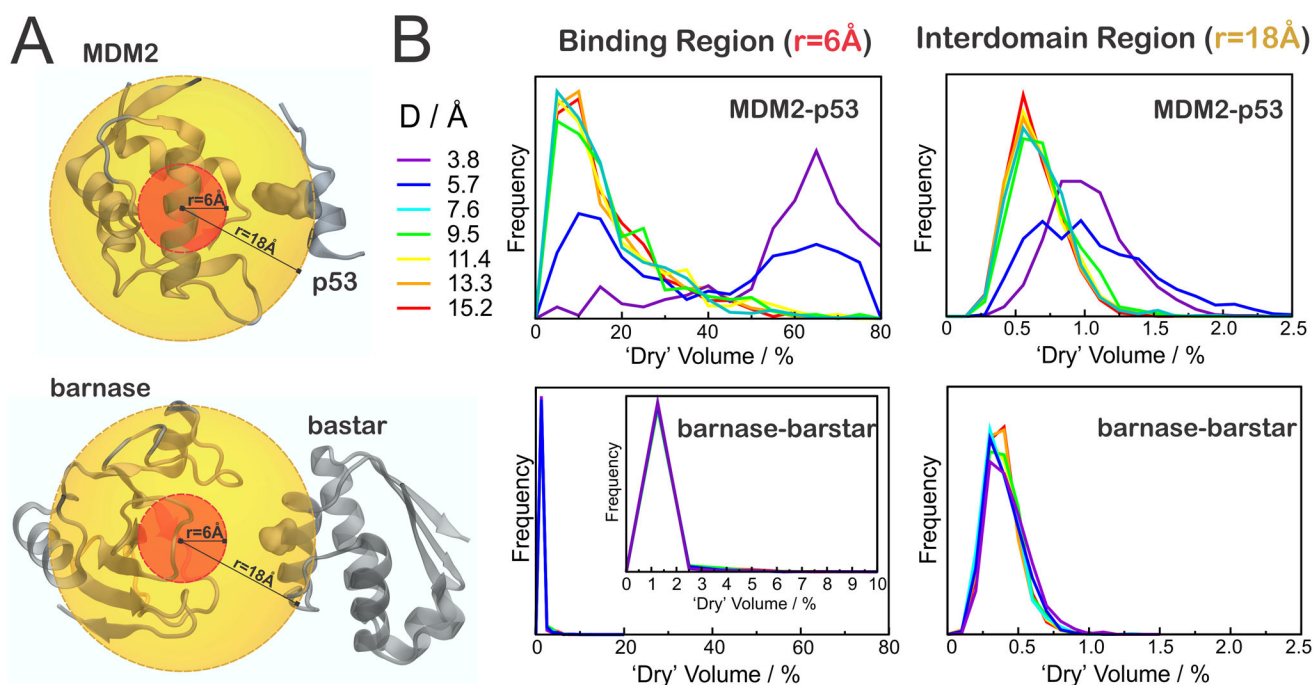 A
MDM2
r=6Å
r=18Å
p53
barnase
bastar
r=6Å
r=18Å
B
D / Å
3.8
5.7
7.6
9.5
11.4
13.3
15.2
Binding Region (r=6Å)
MDM2-p53
Frequency
0 20 40 60 80
‘Dry’ Volume / %
Interdomain Region (r=18Å)
MDM2-p53
Frequency
0 0.5 1.0 1.5 2.0 2.5
‘Dry’ Volume / %
barnase-barstar
Frequency
Frequency
0 1 2 3 4 5 6 7 8 9 10
‘Dry’ Volume / %
0 20 40 60 80
‘Dry’ Volume / %
barnase-barstar
Frequency
0 0.5 1.0 1.5 2.0 2.5
‘Dry’ Volume / %